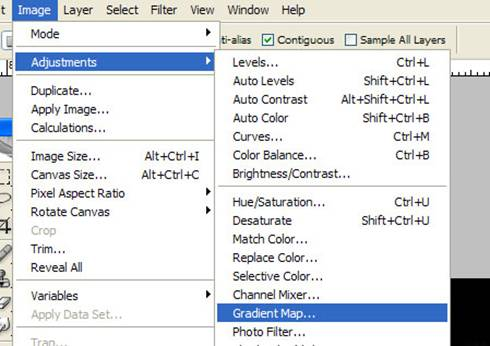 Image Layer Select Filter View Window Help
Mode
Adjustments
Duplicate...
Apply Image...
Calculations...
Image Size... Alt+Ctrl+I
Canvas Size... Alt+Ctrl+C
Pixel Aspect Ratio
Rotate Canvas
Crop
Trim...
Reveal All
Variables
Apply Data Set...
Trap...
ti-alias Contiguous Sample All Layers
Levels... Ctrl+L
Auto Levels Shift+Ctrl+L
Auto Contrast Alt+Shift+Ctrl+L
Auto Color Shift+Ctrl+B
Curves... Ctrl+M
Color Balance... Ctrl+B
Brightness/Contrast...
Hue/Saturation... Ctrl+U
Desaturate Shift+Ctrl+U
Match Color...
Replace Color...
Selective Color...
Channel Mixer...
Gradient Map...
Photo Filter...